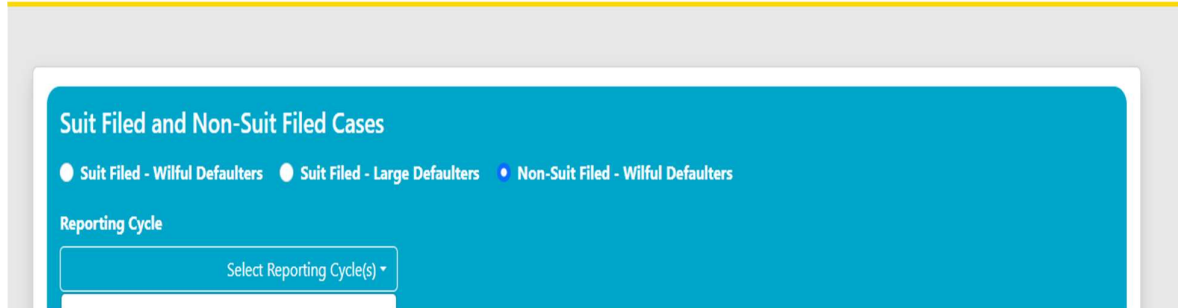 Suit Filed and Non-Suit Filed Cases
Suit Filed - Wilful Defaulters Suit Filed - Large Defaulters Non-Suit Filed - Wilful Defaulters
Reporting Cycle
Select Reporting Cycle(s)